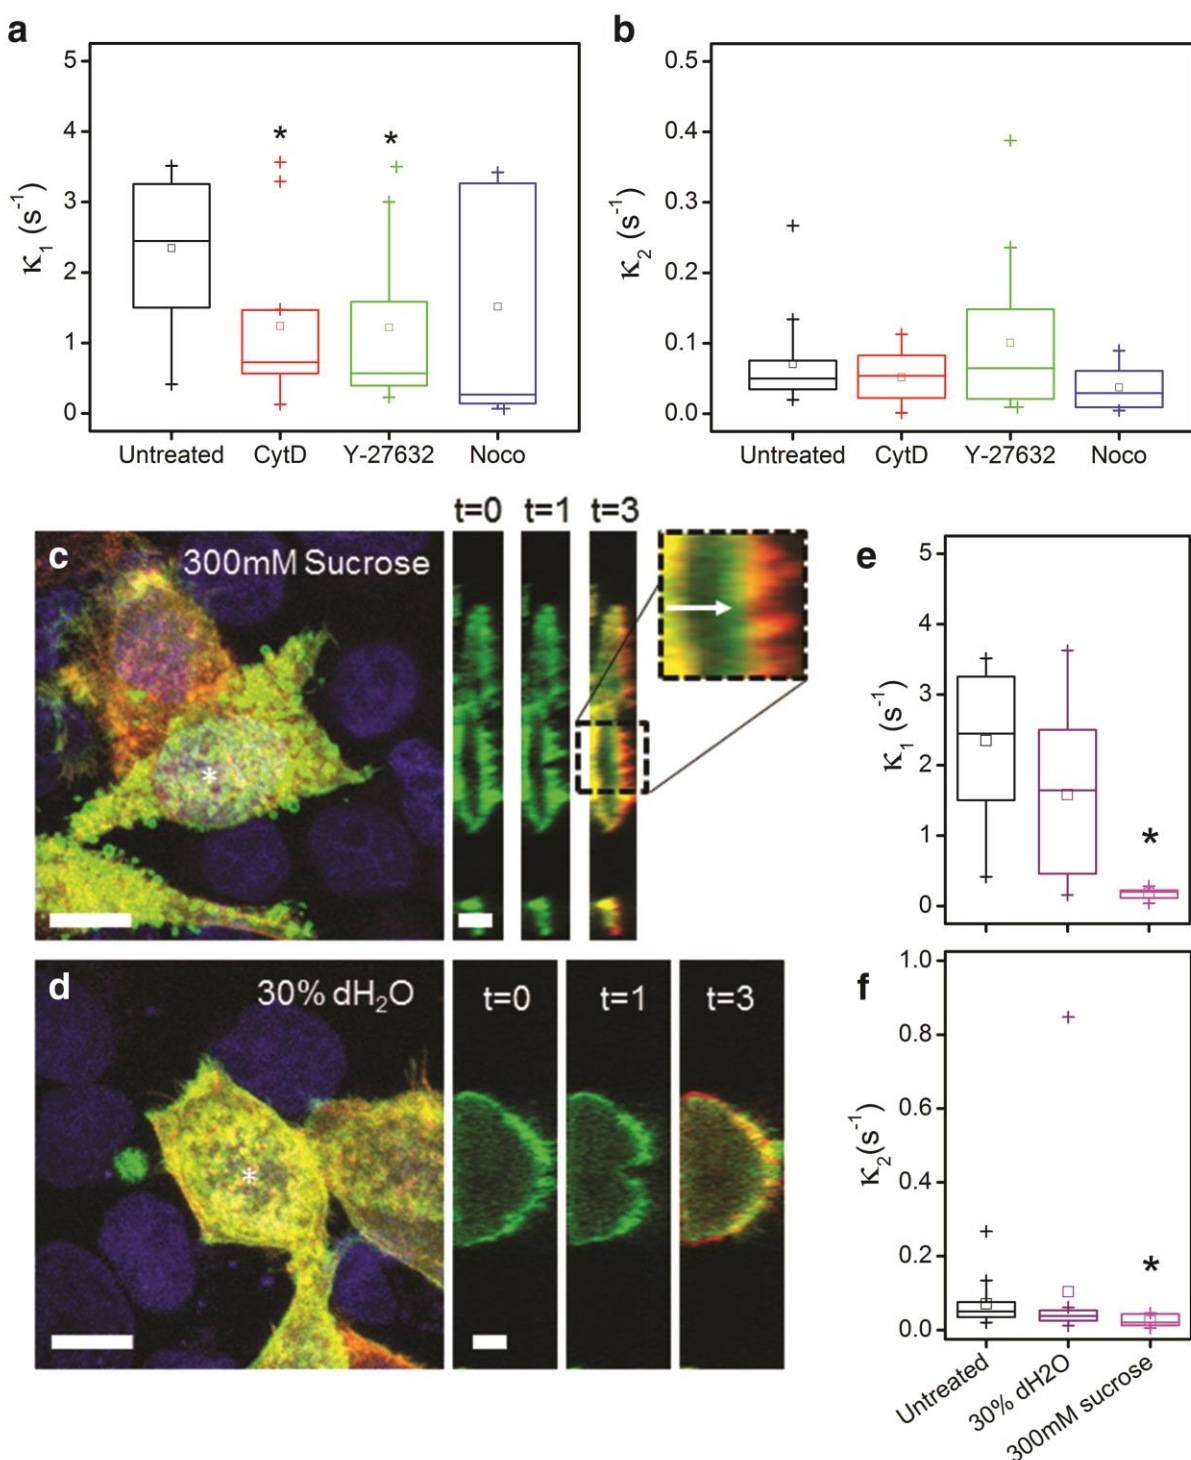 a
b
5
4
3
2
1
0
κ1 (s-1)
Untreated CytD Y-27632 Noco
* *
0.5
0.4
0.3
0.2
0.1
0.0
κ2 (s-1)
Untreated CytD Y-27632 Noco
c
300mM Sucrose
*
t=0 t=1 t=3
d
30% dH2O
*
t=0 t=1 t=3
e
5
4
3
2
1
0
κ1 (s-1)
*
f
1.0
0.8
0.6
0.4
0.2
0.0
κ2(s-1)
*
Untreated
30% dH2O
300mM sucrose